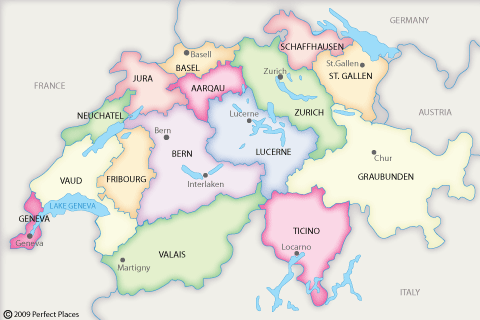 GERMANY
SCHAFFHAUSEN
Basell
BASEL
St.Gallen
ST. GALLEN
Zurich
FRANCE
JURA
AARQAU
NEUCHATEL
Lucerne
ZURICH
AUSTRIA
Bern
BERN
LUCERNE
Chur
VAUD
FRIBOURG
Interlaken
GRAUBUNDEN
LAKE GENEVA
GENEVA
Geneva
TICINO
Locarno
VALAIS
Martigny
ITALY
© 2009 Perfect Places